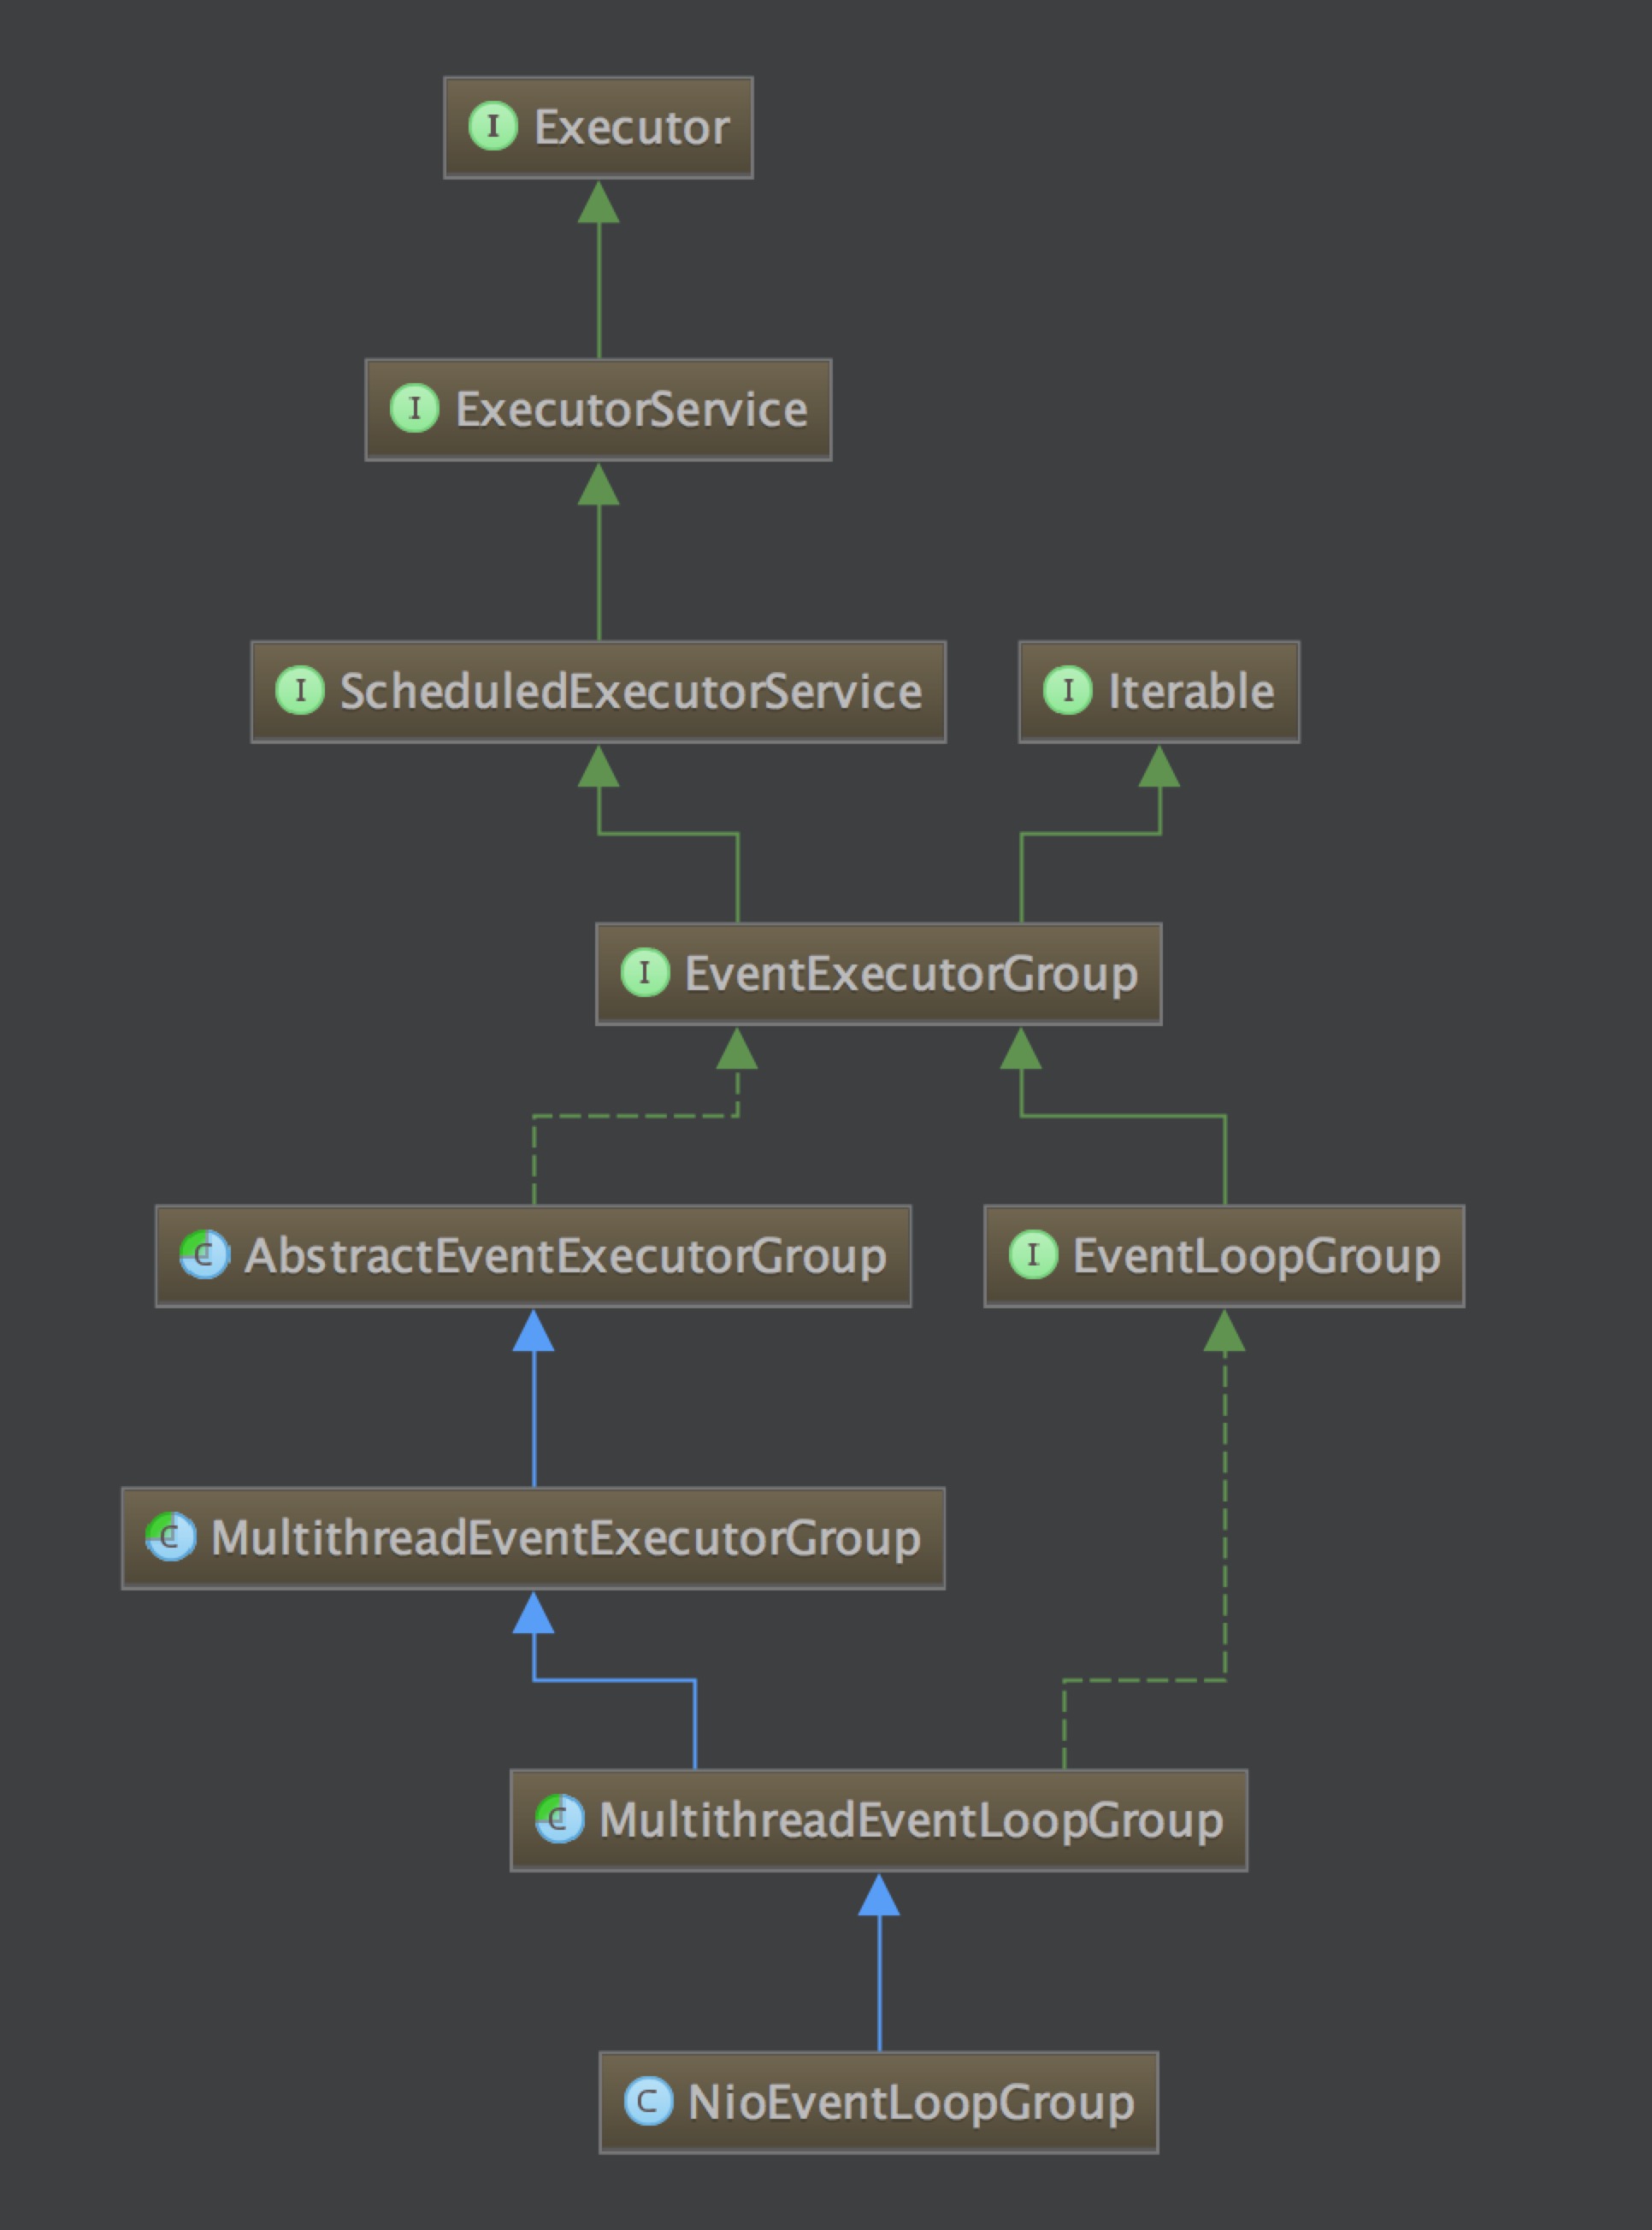 I Executor
I ExecutorService
I ScheduledExecutorService
I Iterable
I EventExecutorGroup
C AbstractEventExecutorGroup
I EventLoopGroup
C MultithreadEventExecutorGroup
C MultithreadEventLoopGroup
C NioEventLoopGroup